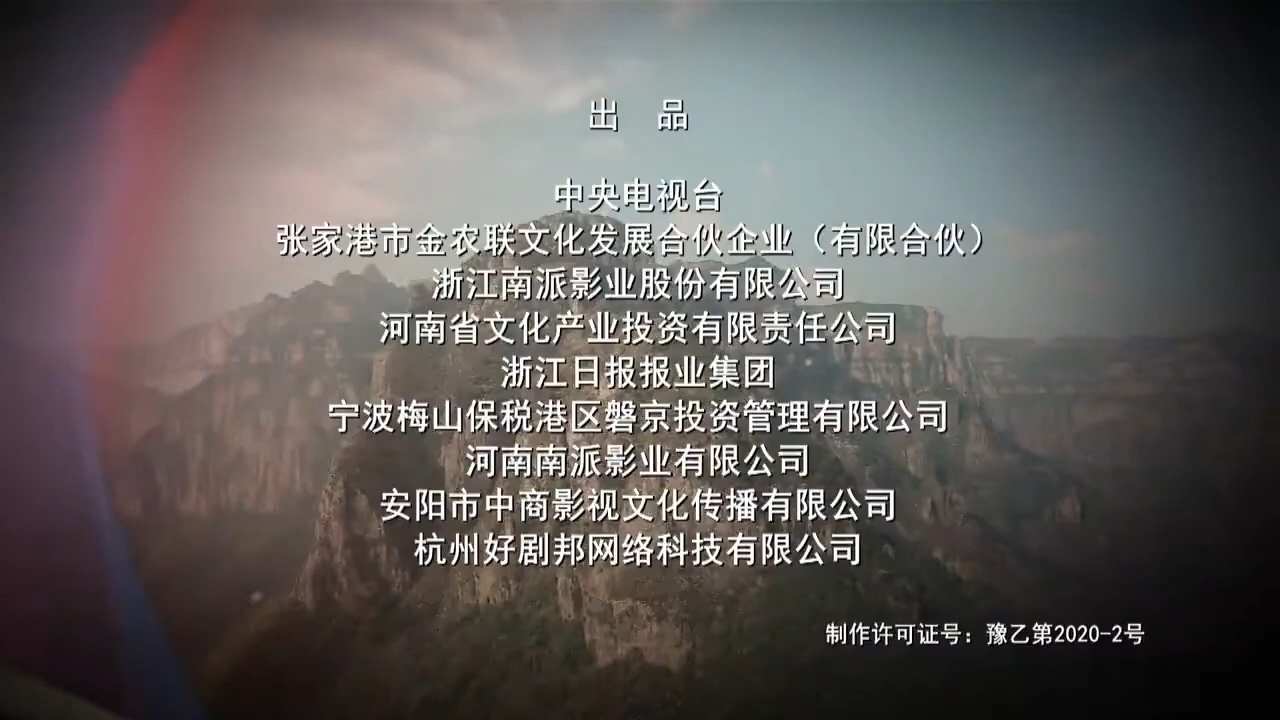 出 品
中央电视台
张家港市金农联文化发展合伙企业（有限合伙）
浙江南派影业股份有限公司
河南省文化产业投资有限责任公司
浙江日报报业集团
宁波梅山保税港区磐京投资管理有限公司
河南南派影业有限公司
安阳市中商影视文化传播有限公司
杭州好剧邦网络科技有限公司
制作许可证号：豫乙第2020-2号